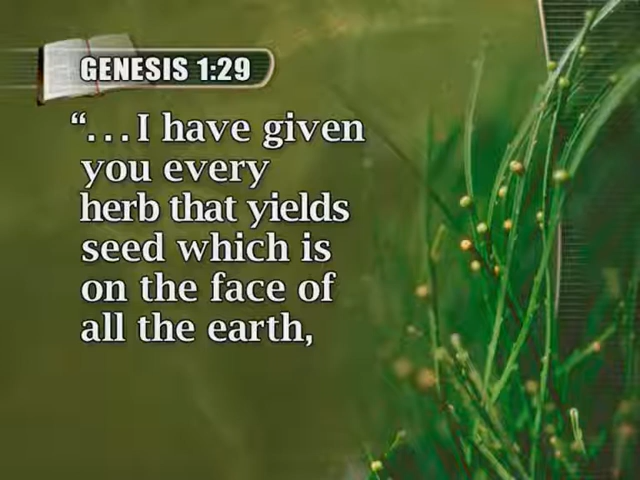 GENESIS 1:29
“...I have given
you every
herb that yields
seed which is
on the face of
all the earth,